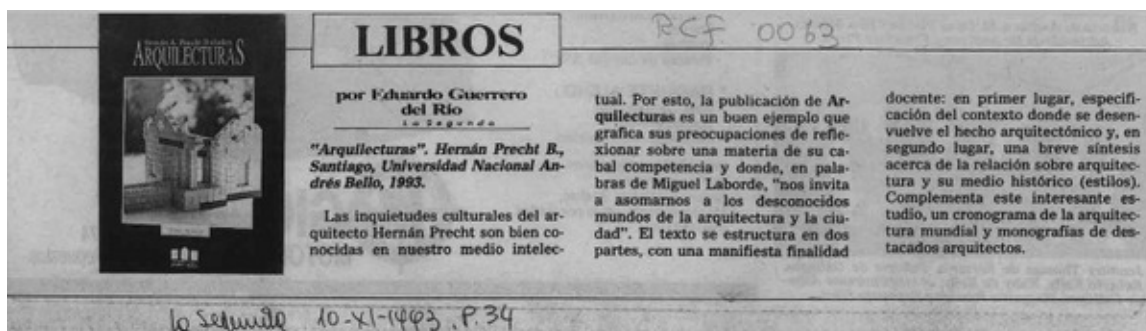 ARQUILECTURAS
LIBROS
RCF 0063
por Eduardo Guerrero
del Río
La Segunda
"Arquilecturas". Hernán Precht B.,
Santiago, Universidad Nacional An-
drés Bello, 1993.
Las inquietudes culturales del ar-
quitecto Hernán Precht son bien co-
nocidas en nuestro medio intelec-
tual. Por esto, la publicación de Ar-
quilecturas es un buen ejemplo que
grafica sus preocupaciones de refle-
xionar sobre una materia de su ca-
bal competencia y donde, en pala-
bras de Miguel Laborde, "nos invita
a asomarnos a los desconocidos
mundos de la arquitectura y la ciu-
dad". El texto se estructura en dos
partes, con una manifiesta finalidad
docente: en primer lugar, especifi-
cación del contexto donde se desen-
vuelve el hecho arquitectónico y, en
segundo lugar, una breve síntesis
acerca de la relación sobre arquitec-
tura y su medio histórico (estilos).
Complementa este interesante es-
tudio, un cronograma de la arquitec-
tura mundial y monografías de des-
tacados arquitectos.
la Segunda 10-XI-1993. P. 34